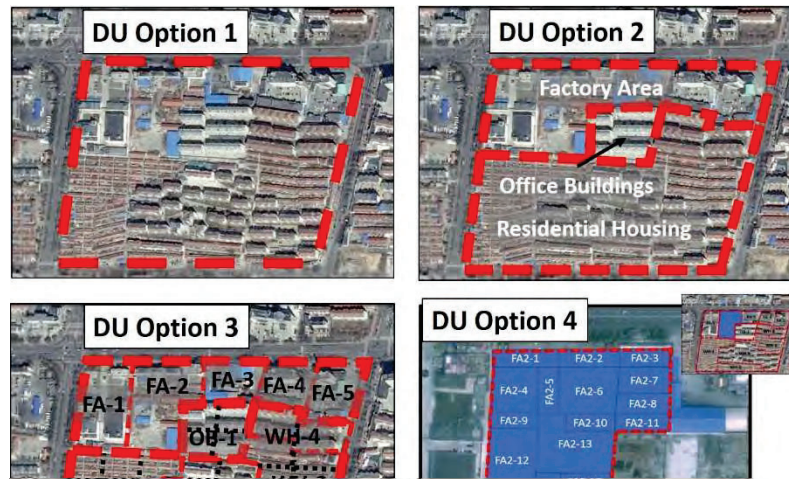 DU Option 1
DU Option 2
Factory Area
Office Buildings
Residential Housing
DU Option 3
FA-1
FA-2
FA-3
FA-4
FA-5
OB-1
WH-4
DU Option 4
FA2-1
FA2-2
FA2-3
FA2-4
FA2-5
FA2-6
FA2-7
FA2-8
FA2-9
FA2-10
FA2-11
FA2-12
FA2-13